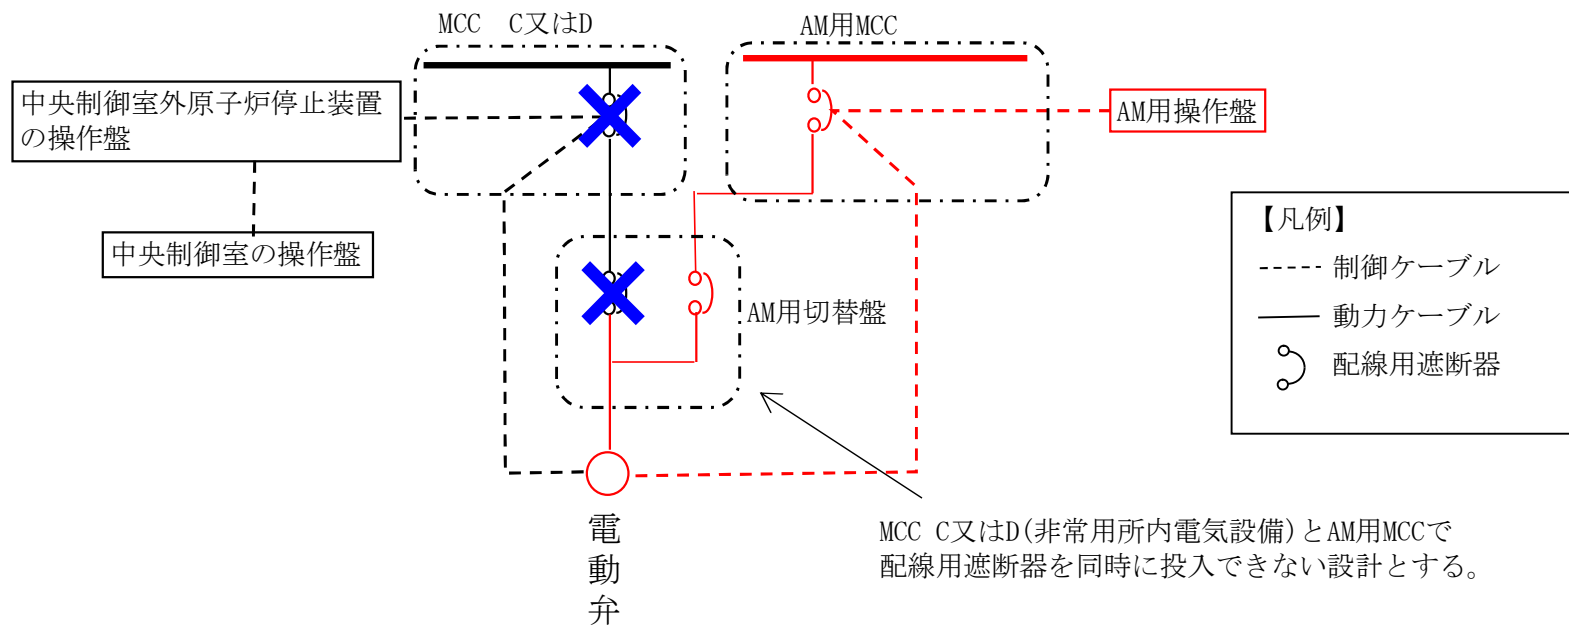 MCC C又はD
AM用MCC
中央制御室外原子炉停止装置
の操作盤
AM用操作盤
中央制御室の操作盤
【凡例】
制御ケーブル
動力ケーブル
配線用遮断器
AM用切替盤
電動弁
MCC C又はD(非常用所内電気設備)とAM用MCCで
配線用遮断器を同時に投入できない設計とする。